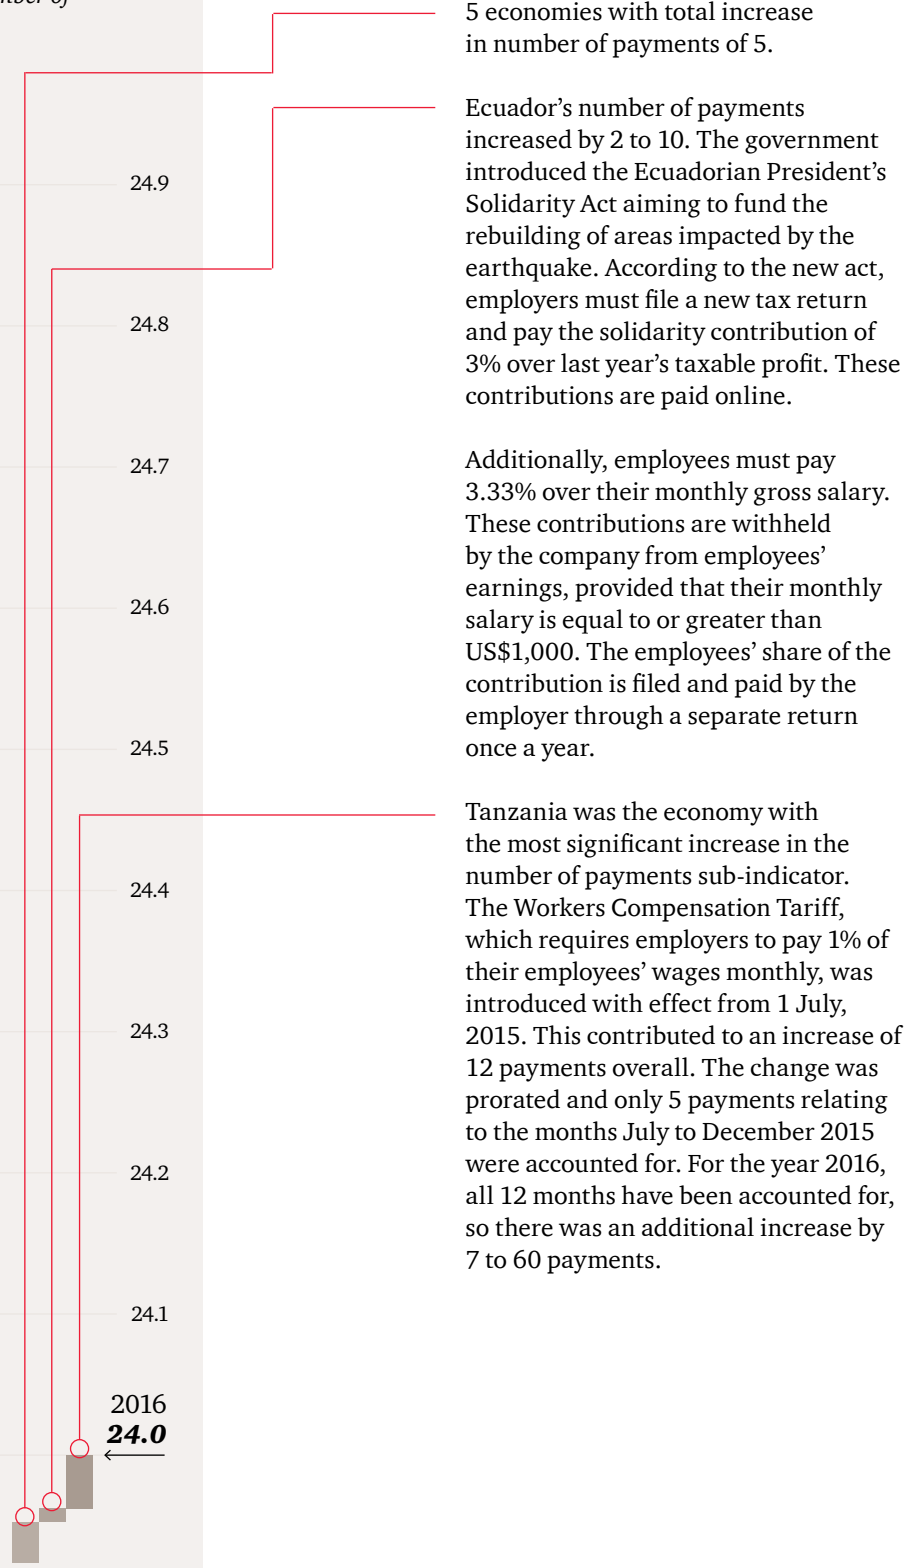 5 economies with total increase
in number of payments of 5.
Ecuador’s number of payments
increased by 2 to 10. The government
introduced the Ecuadorian President’s
Solidarity Act aiming to fund the
rebuilding of areas impacted by the
earthquake. According to the new act,
employers must file a new tax return
and pay the solidarity contribution of
3% over last year’s taxable profit. These
contributions are paid online.
Additionally, employees must pay
3.33% over their monthly gross salary.
These contributions are withheld
by the company from employees’
earnings, provided that their monthly
salary is equal to or greater than
US$1,000. The employees’ share of the
contribution is filed and paid by the
employer through a separate return
once a year.
Tanzania was the economy with
the most significant increase in the
number of payments sub-indicator.
The Workers Compensation Tariff,
which requires employers to pay 1% of
their employees’ wages monthly, was
introduced with effect from 1 July,
2015. This contributed to an increase of
12 payments overall. The change was
prorated and only 5 payments relating
to the months July to December 2015
were accounted for. For the year 2016,
all 12 months have been accounted for,
so there was an additional increase by
7 to 60 payments.
24.9
24.8
24.7
24.6
24.5
24.4
24.3
24.2
24.1
2016
24.0